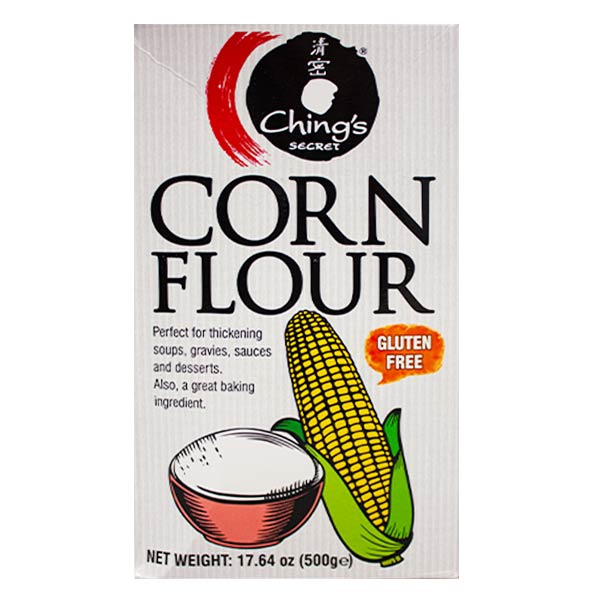 清
密
®
Ching's
SECRET
CORN
FLOUR
Perfect for thickening
soups, gravies, sauces
and desserts.
Also, a great baking
ingredient.
GLUTEN
FREE
NET WEIGHT: 17.64 oz (500g℮)